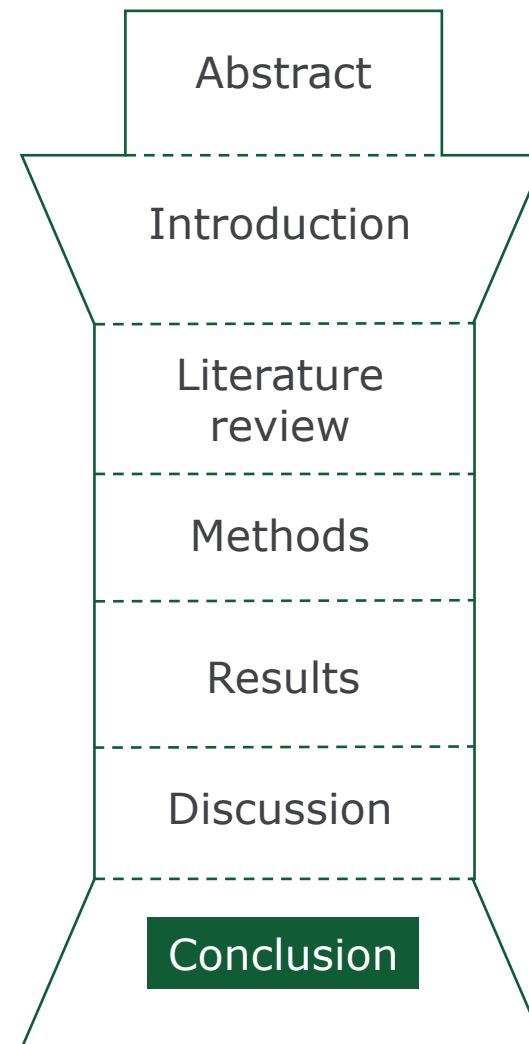 Abstract
Introduction
Literature
review
Methods
Results
Discussion
Conclusion